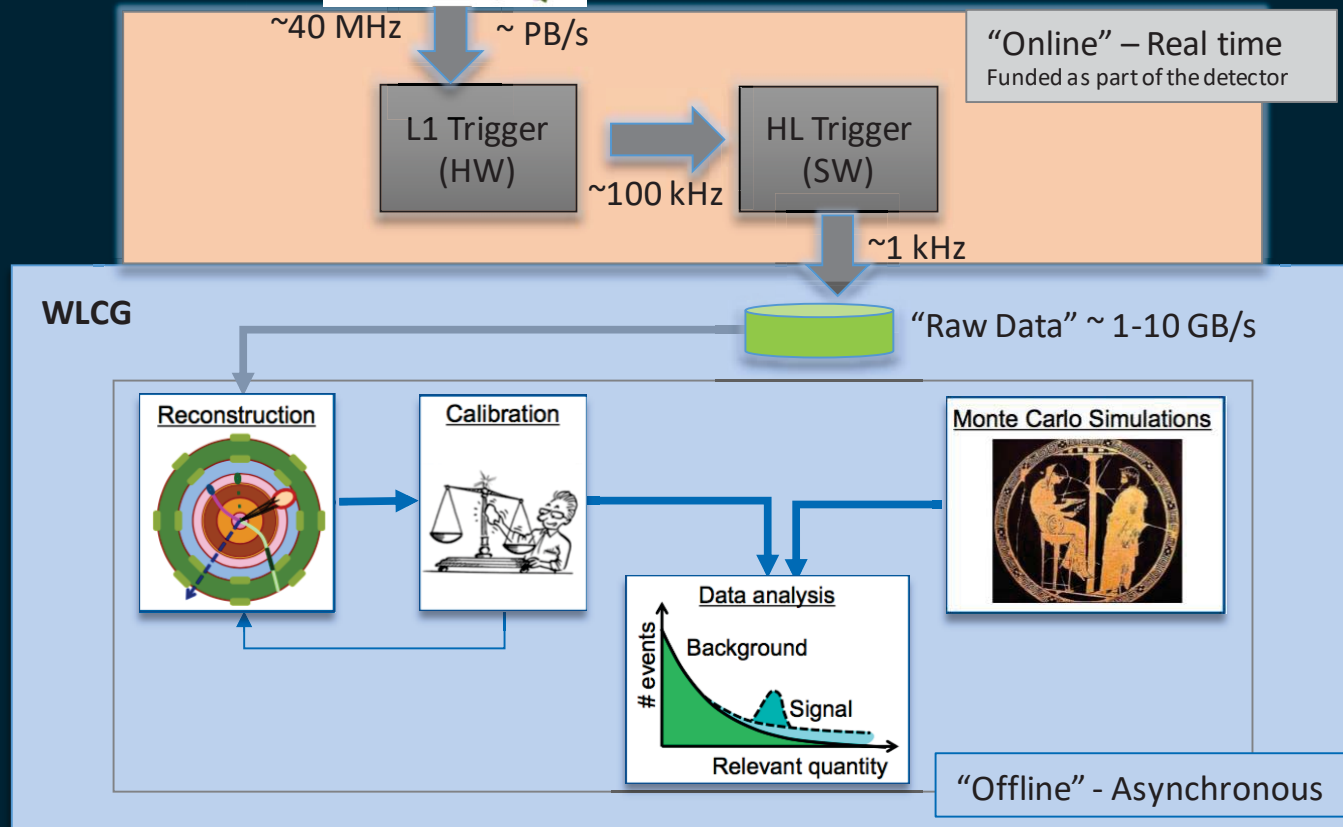 ~40 MHz
~ PB/s
“Online” – Real time
Funded as part of the detector
L1 Trigger
(HW)
~100 kHz
HL Trigger
(SW)
~1 kHz
WLCG
“Raw Data” ~ 1-10 GB/s
Reconstruction
Calibration
Monte Carlo Simulations
Data analysis
# events
Background
Signal
Relevant quantity
“Offline” - Asynchronous